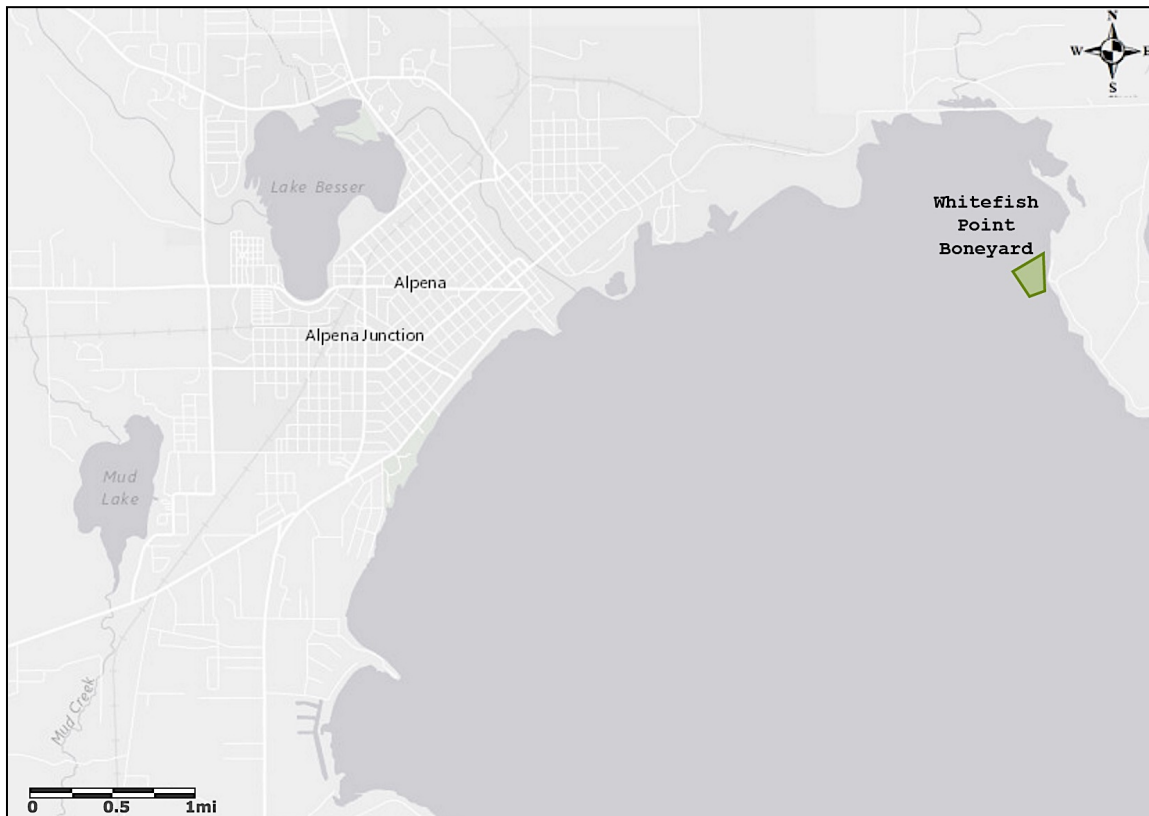 N
W E
S
Lake Besser
Whitefish
Point
Boneyard
Alpena
Alpena Junction
Mud
Lake
Mud Creek
0 0.5 1mi